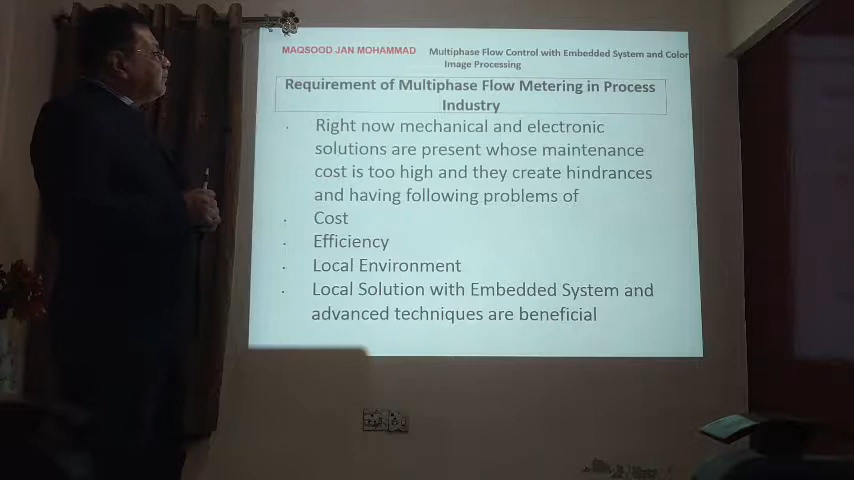 MAQSOOD JAN MOHAMMAD Multiphase Flow Control with Embedded System and Color
Image Processing
Requirement of Multiphase Flow Metering in Process
Industry
Right now mechanical and electronic
solutions are present whose maintenance
cost is too high and they create hindrances
and having following problems of
Cost
Efficiency
Local Environment
Local Solution with Embedded System and
advanced techniques are beneficial